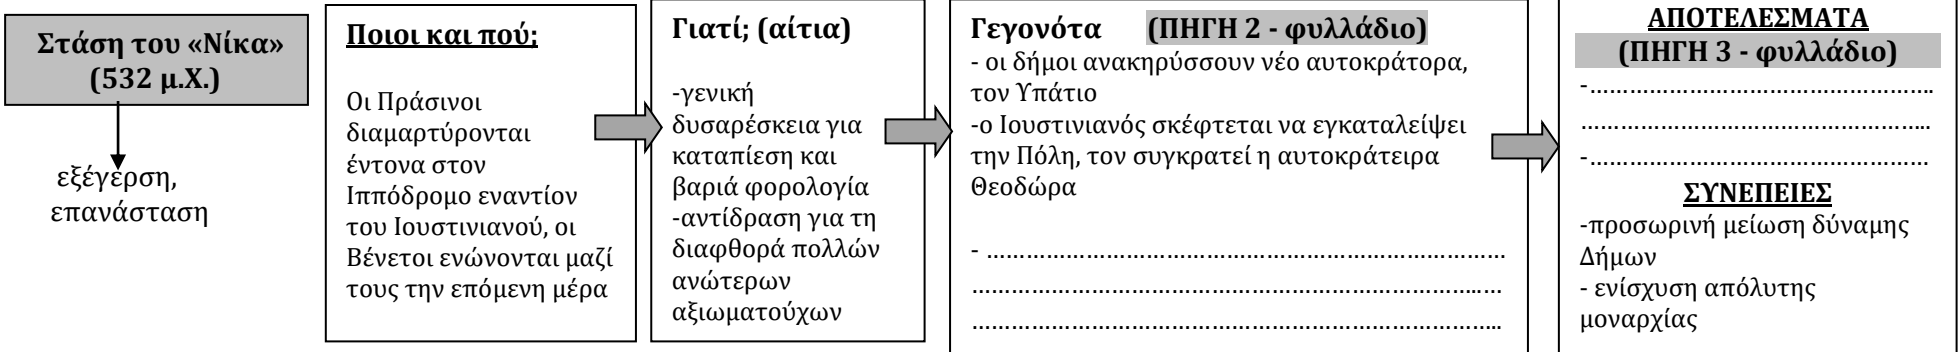 Στάση του «Νίκα»
(532 μ.Χ.)
εξέγερση,
επανάσταση
Ποιοι και πού;
Οι Πράσινοι
διαμαρτύρονται
έντονα στον
Ιππόδρομο εναντίον
του Ιουστινιανού, οι
Βένετοι ενώνονται μαζί
τους την επόμενη μέρα
Γιατί; (αίτια)
-γενική
δυσαρέσκεια για
καταπίεση και
βαριά φορολογία
-αντίδραση για τη
διαφθορά πολλών
ανώτερων
αξιωματούχων
Γεγονότα (ΠΗΓΗ 2 - φυλλάδιο)
- οι δήμοι ανακηρύσσουν νέο αυτοκράτορα,
τον Υπάτιο
-ο Ιουστινιανός σκέφτεται να εγκαταλείψει
την Πόλη, τον συγκρατεί η αυτοκράτειρα
Θεοδώρα
- ……………………………………………………………………
…………………………………………………………………..…
……………………………………………………………………..
ΑΠΟΤΕΛΕΣΜΑΤΑ
(ΠΗΓΗ 3 - φυλλάδιο)
-…………………………………………….
……………………………………………...
-……………………………………………
ΣΥΝΕΠΕΙΕΣ
-προσωρινή μείωση δύναμης
Δήμων
- ενίσχυση απόλυτης
μοναρχίας